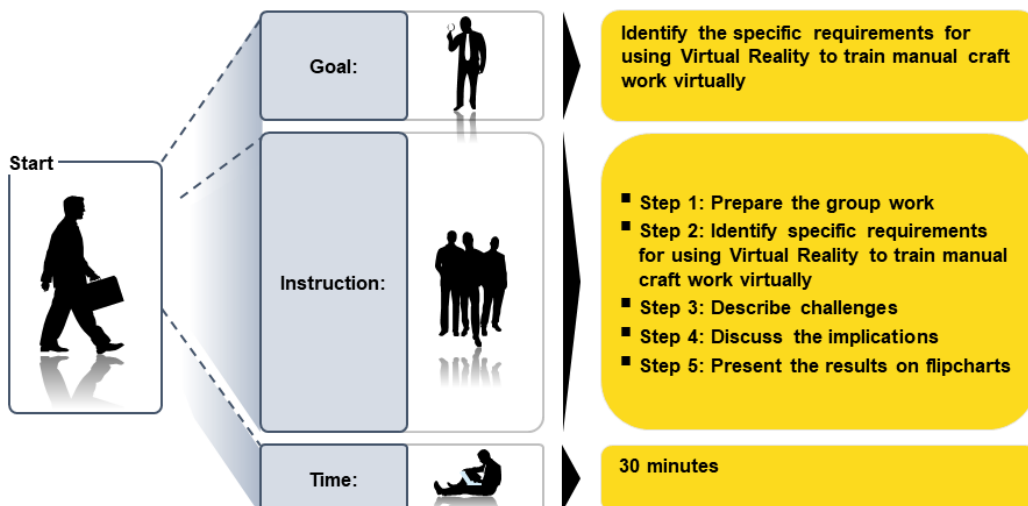 Start
Goal:
Identify the specific requirements for
using Virtual Reality to train manual craft
work virtually
Instruction:
▪ Step 1: Prepare the group work
▪ Step 2: Identify specific requirements
for using Virtual Reality to train manual
craft work virtually
▪ Step 3: Describe challenges
▪ Step 4: Discuss the implications
▪ Step 5: Present the results on flipcharts
Time:
30 minutes